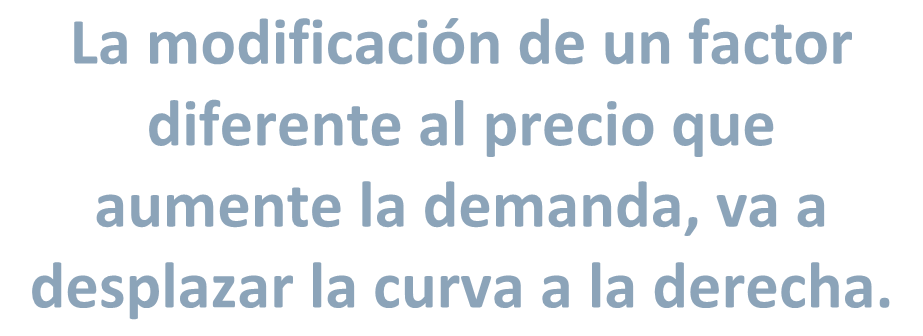 La modificación de un factor
diferente al precio que
aumente la demanda, va a
desplazar la curva a la derecha.